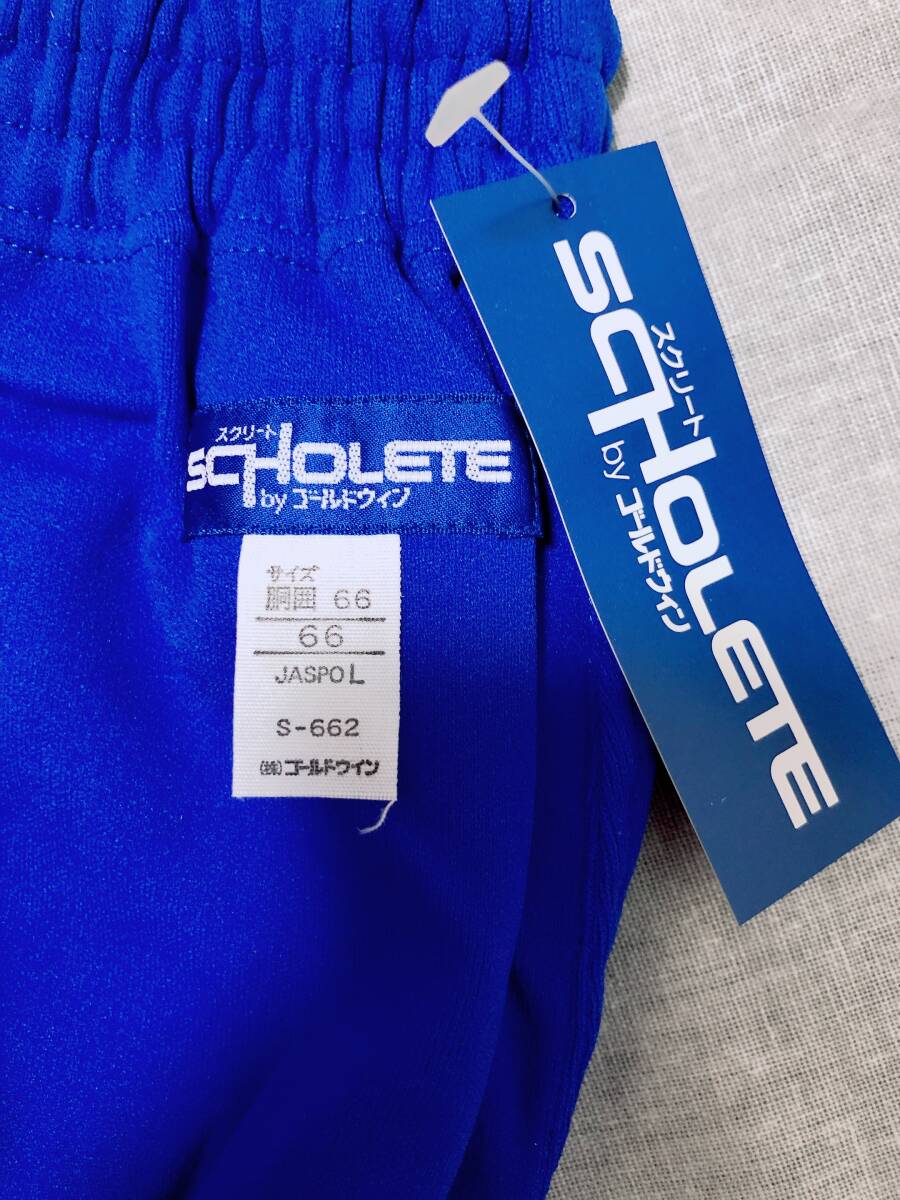 スクリート
SCHOLETE
by ゴールドウイン
サイズ
胴囲 66
66
JASPO L
S-662
(株)ゴールドウイン
スクリート
SCHOLETE
by ゴールドウイン